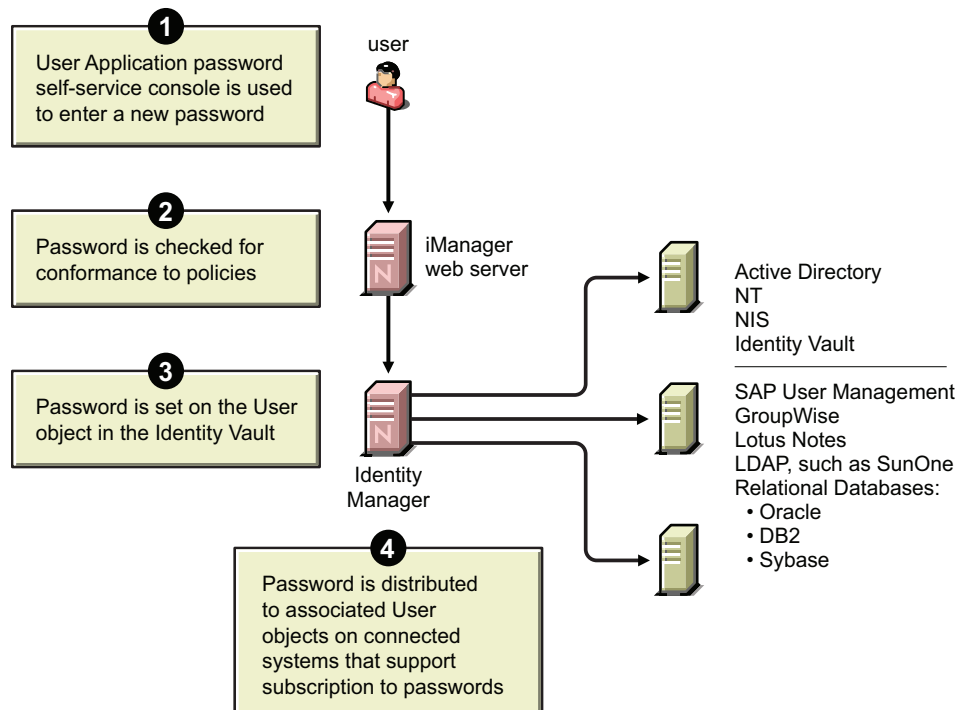 1
User Application password
self-service console is used
to enter a new password
user
2
Password is checked for
conformance to policies
iManager
web server
N
3
Password is set on the User
object in the Identity Vault
N
Identity
Manager
Active Directory
NT
NIS
Identity Vault
SAP User Management
GroupWise
Lotus Notes
LDAP, such as SunOne
Relational Databases:
• Oracle
• DB2
• Sybase
4
Password is distributed
to associated User
objects on connected
systems that support
subscription to passwords